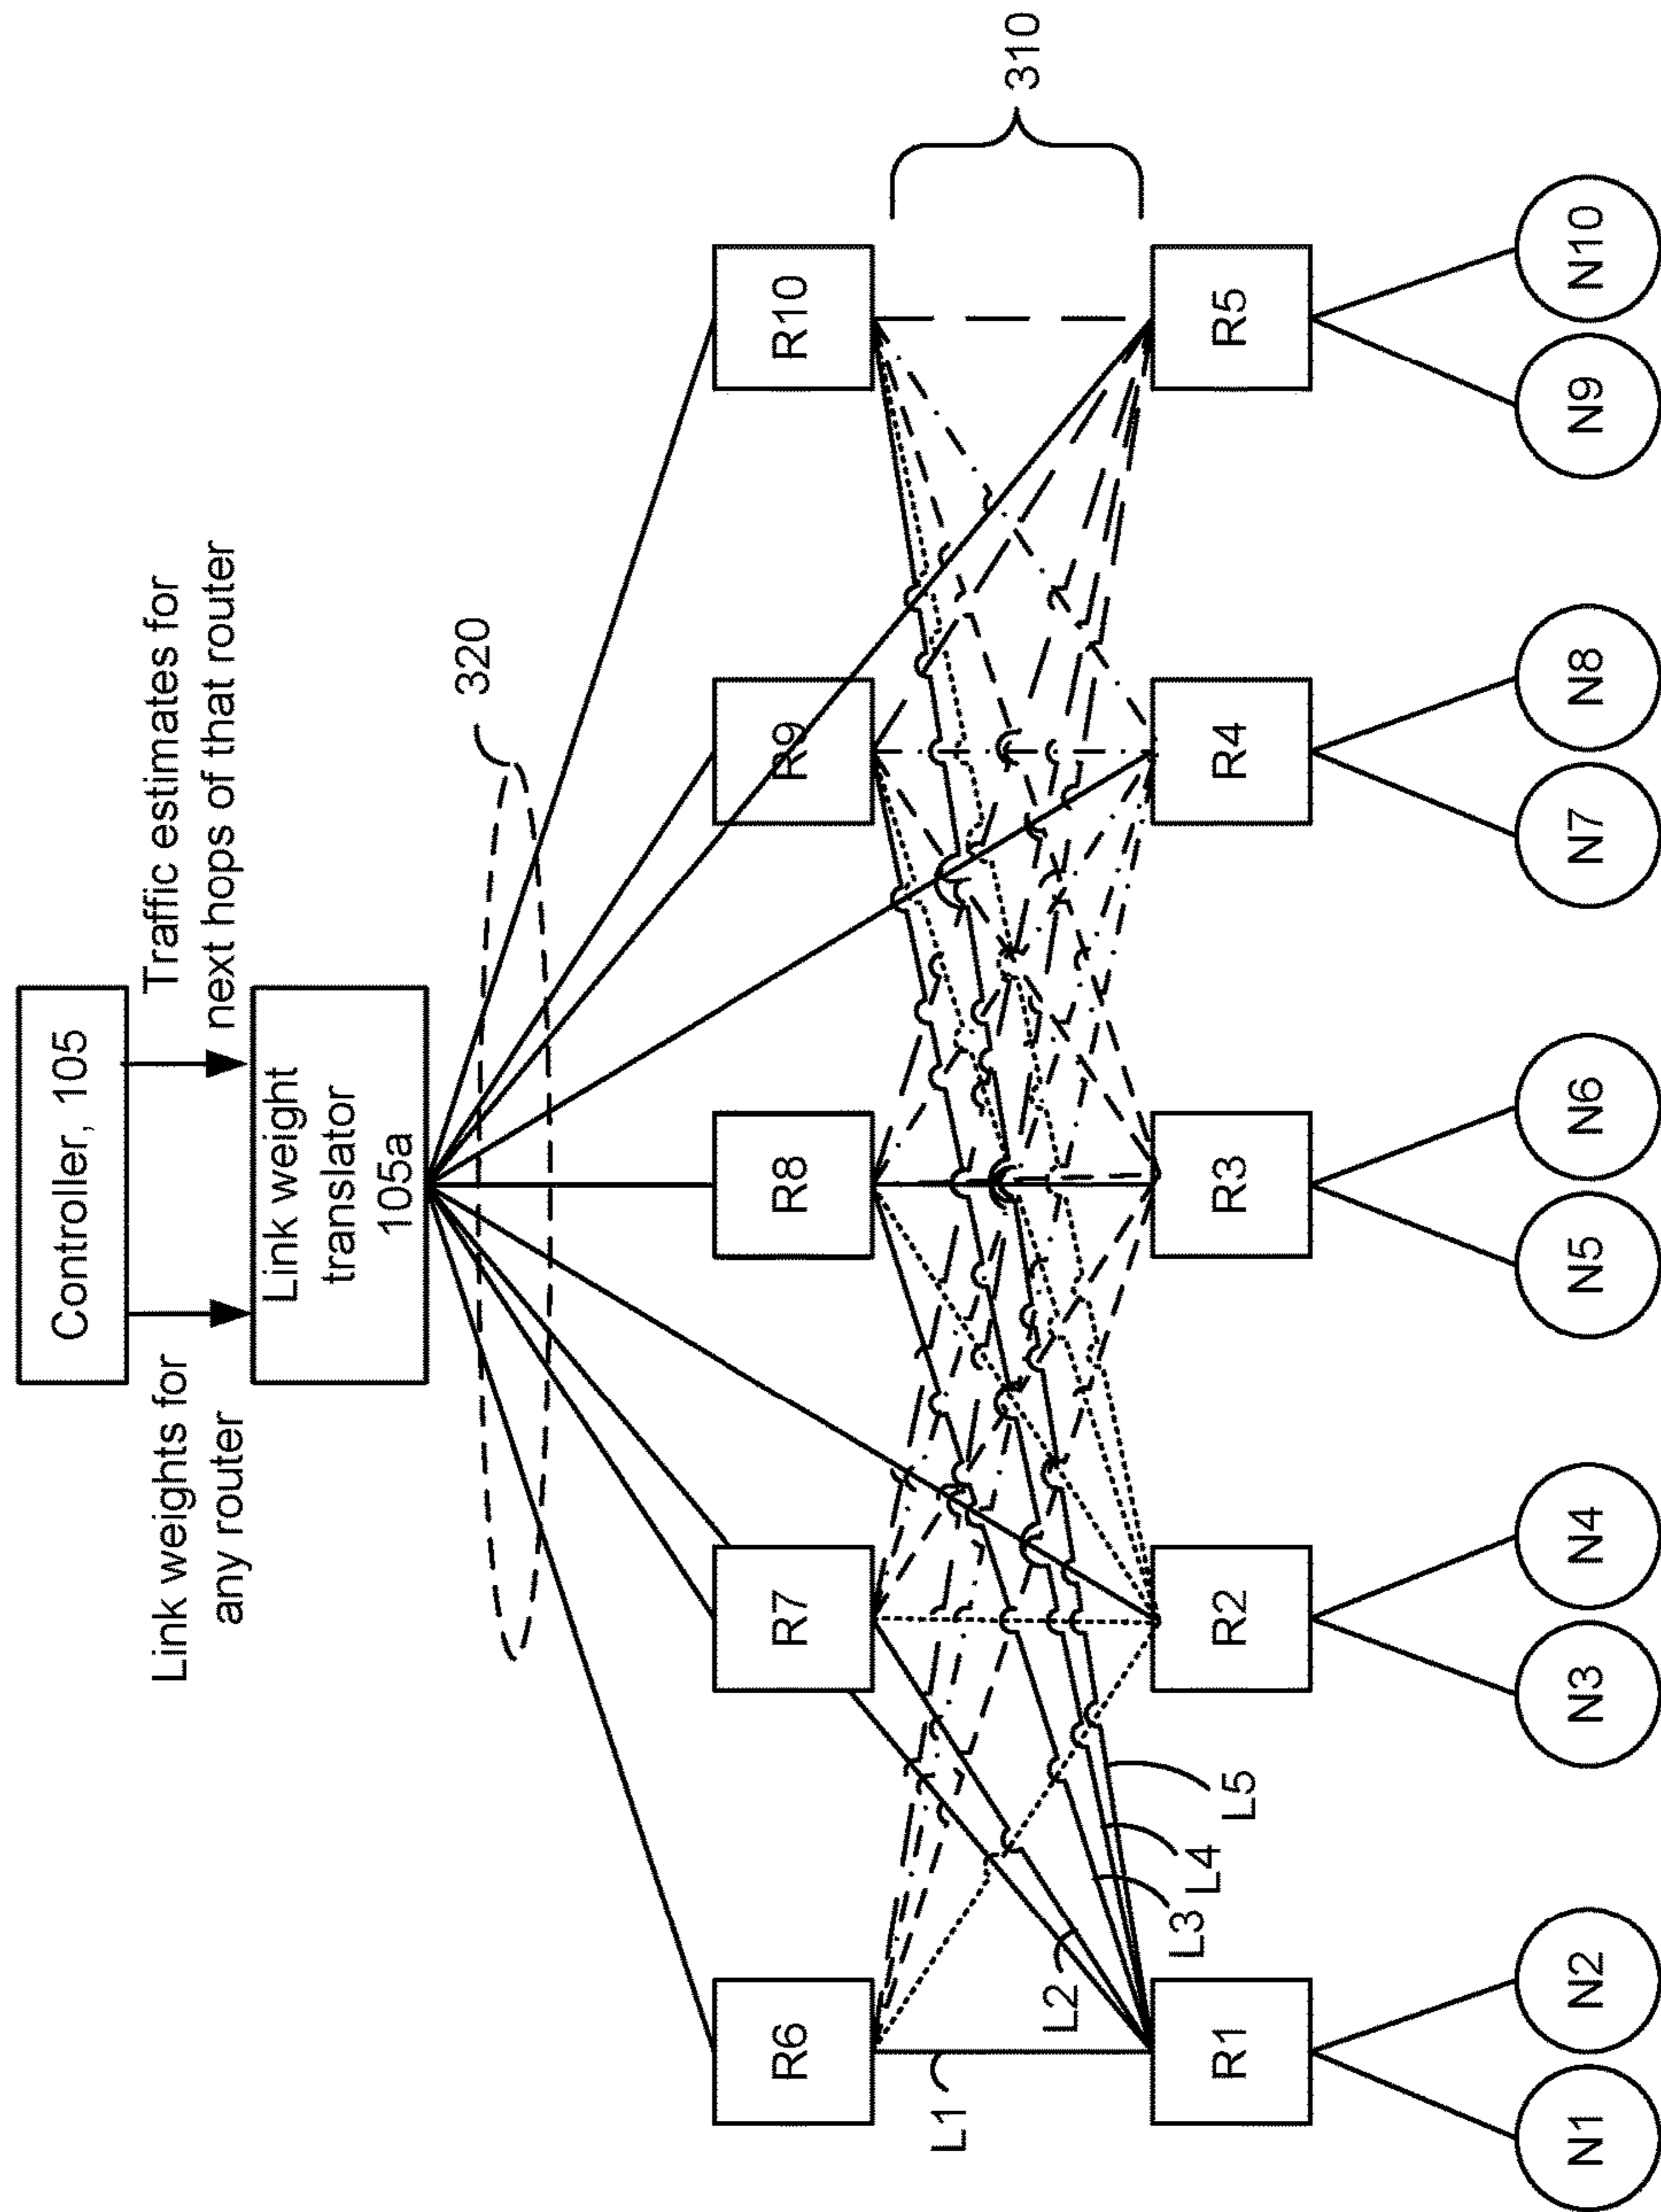 Controller, 105
Link weights for
any router
Traffic estimates for
next hops of that router
Link weight
translator
105a
320
R6
R7
R8
R9
R10
310
L1
L2
L3
L4
L5
R1
R2
R3
R4
R5
N1
N2
N3
N4
N5
N6
N7
N8
N9
N10